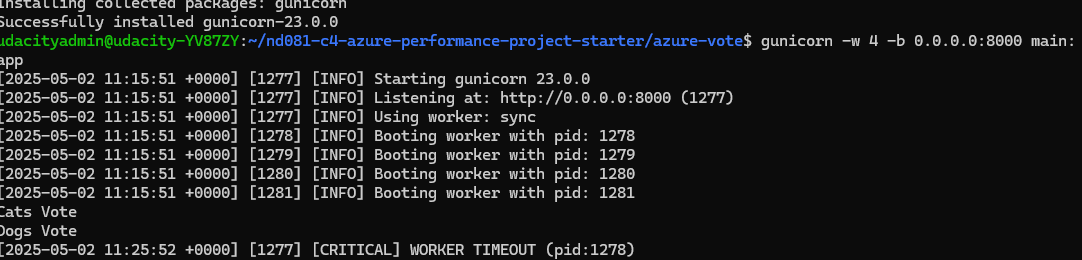 Installing collected packages: gunicorn
Successfully installed gunicorn-23.0.0
udacityadmin@udacity-YV87ZY:~/nd081-c4-azure-performance-project-starter/azure-vote$ gunicorn -w 4 -b 0.0.0.0:8000 main:
app
[2025-05-02 11:15:51 +0000] [1277] [INFO] Starting gunicorn 23.0.0
[2025-05-02 11:15:51 +0000] [1277] [INFO] Listening at: http://0.0.0.0:8000 (1277)
[2025-05-02 11:15:51 +0000] [1277] [INFO] Using worker: sync
[2025-05-02 11:15:51 +0000] [1278] [INFO] Booting worker with pid: 1278
[2025-05-02 11:15:51 +0000] [1279] [INFO] Booting worker with pid: 1279
[2025-05-02 11:15:51 +0000] [1280] [INFO] Booting worker with pid: 1280
[2025-05-02 11:15:51 +0000] [1281] [INFO] Booting worker with pid: 1281
Cats Vote
Dogs Vote
[2025-05-02 11:25:52 +0000] [1277] [CRITICAL] WORKER TIMEOUT (pid:1278)